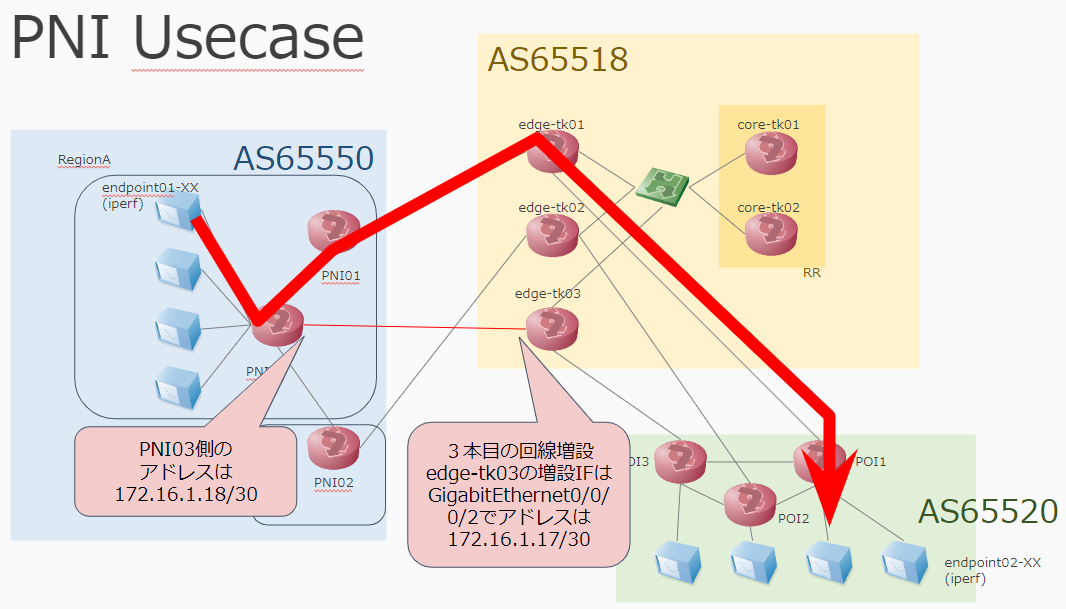 PNI Usecase
AS65518
edge-tk01
core-tk01
RegionA
AS65550
endpoint01-XX
(iperf)
edge-tk02
core-tk02
PNI01
RR
edge-tk03
PNI03側の
アドレスは
172.16.1.18/30
PNI02
３本目の回線増設
edge-tk03の増設IFは
GigabitEthernet0/0/
0/2でアドレスは
172.16.1.17/30
POI1
POI2
AS65520
endpoint02-XX
(iperf)